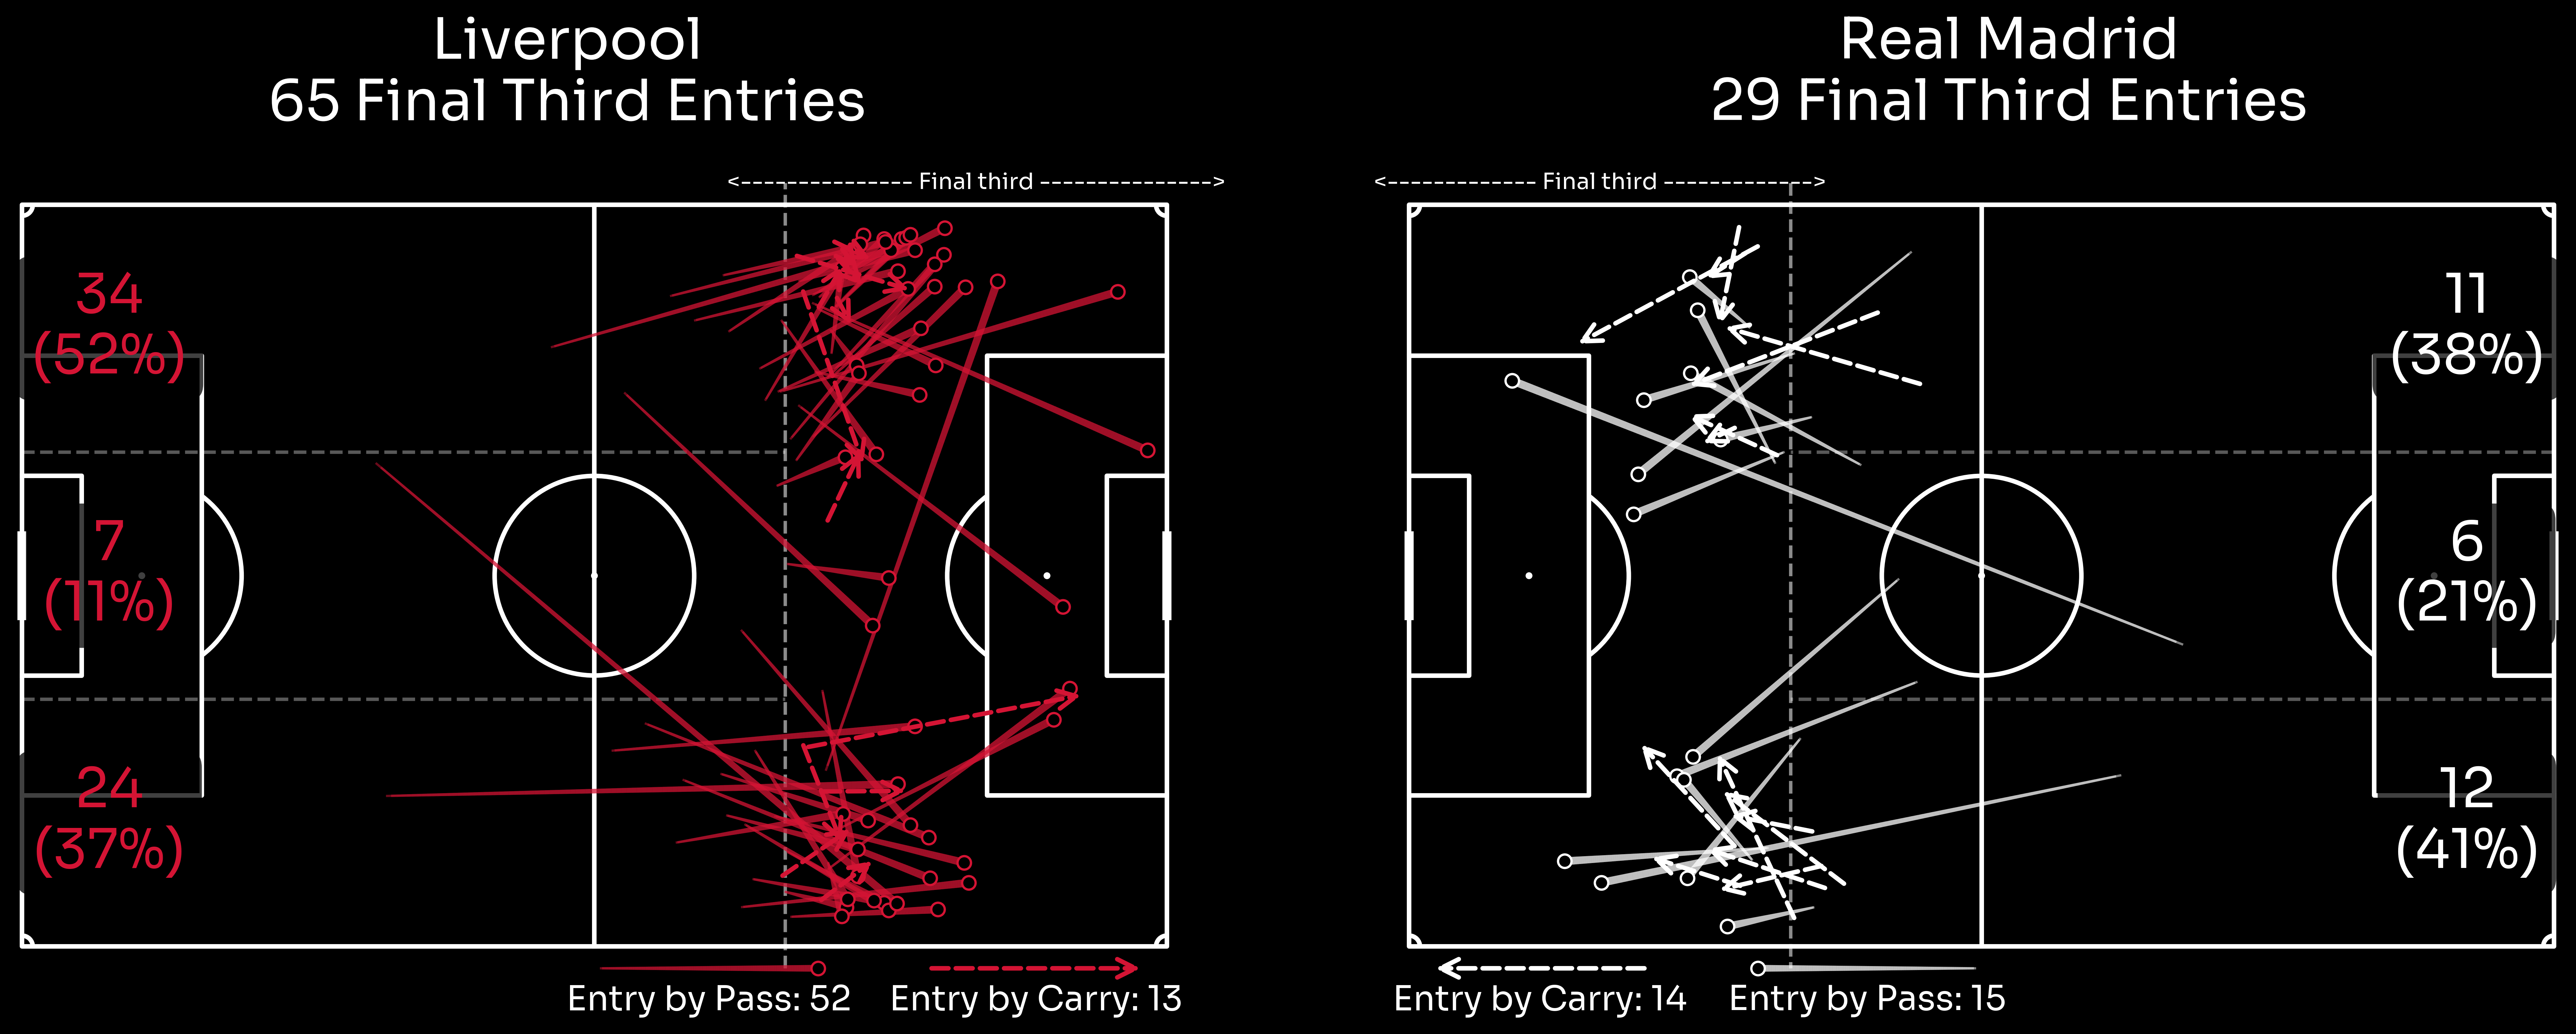 Liverpool
65 Final Third Entries
Real Madrid
29 Final Third Entries
<------------ Final third ------------->
<------------ Final third ----------->
34
(52%)
7
(11%)
24
(37%)
11
(38%)
6
(21%)
12
(41%)
Entry by Pass: 52
Entry by Carry: 13
Entry by Carry: 14
Entry by Pass: 15